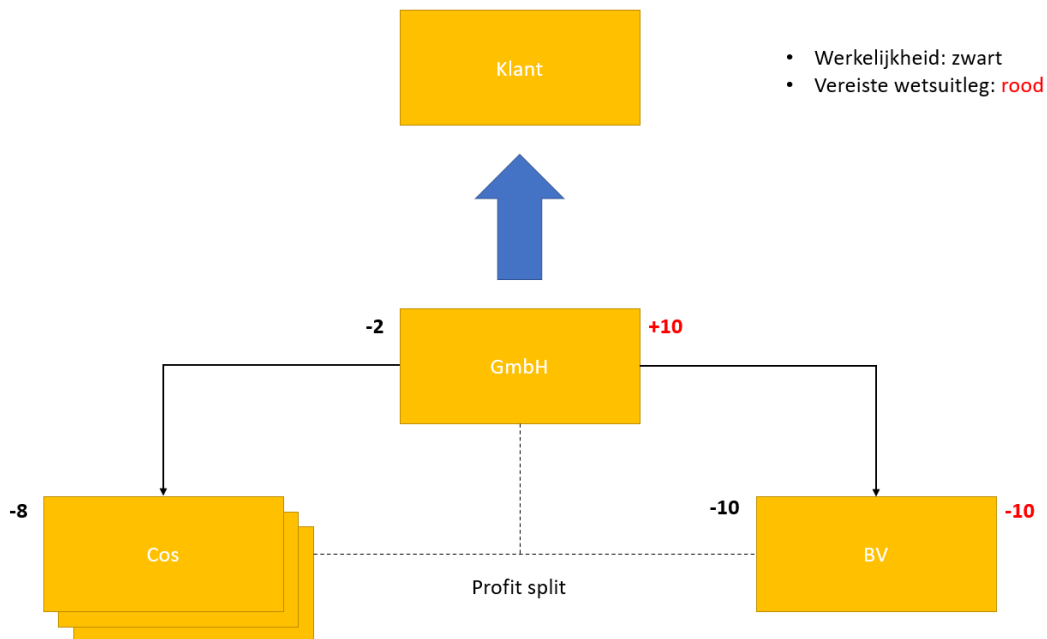 Klant
• Werkelijkheid: zwart
• Vereiste wetsuitleg: rood
-2
+10
GmbH
-8
-10
-10
Cos
BV
Profit split